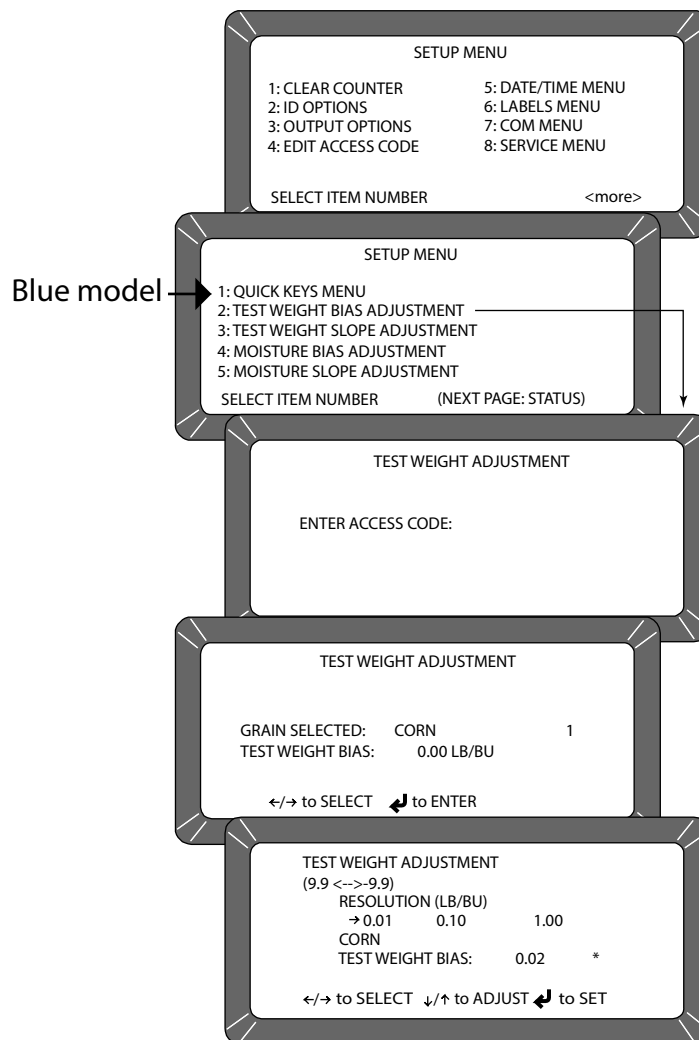 SETUP MENU
1: CLEAR COUNTER 5: DATE/TIME MENU
2: ID OPTIONS 6: LABELS MENU
3: OUTPUT OPTIONS 7: COM MENU
4: EDIT ACCESS CODE 8: SERVICE MENU
SELECT ITEM NUMBER <more>
SETUP MENU
Blue model
1: QUICK KEYS MENU
2: TEST WEIGHT BIAS ADJUSTMENT
3: TEST WEIGHT SLOPE ADJUSTMENT
4: MOISTURE BIAS ADJUSTMENT
5: MOISTURE SLOPE ADJUSTMENT
SELECT ITEM NUMBER (NEXT PAGE: STATUS)
TEST WEIGHT ADJUSTMENT
ENTER ACCESS CODE:
TEST WEIGHT ADJUSTMENT
GRAIN SELECTED: CORN 1
TEST WEIGHT BIAS: 0.00 LB/BU
←/→ to SELECT ↵ to ENTER
TEST WEIGHT ADJUSTMENT
(9.9 <-->-9.9)
RESOLUTION (LB/BU)
→ 0.01 0.10 1.00
CORN
TEST WEIGHT BIAS: 0.02 *
←/→ to SELECT ↓/↑ to ADJUST ↵ to SET